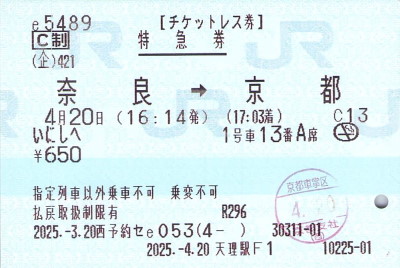 e5489 [チケットレス券]
C制 特急券
(企)421
奈良 → 京都
4月20日 (16:14発) (17:03着) C13
いにしへ 1号車13番A席
¥650
指定列車以外乗車不可 乗変不可
払戻取扱制限有 R296
2025.-3.20西予約セe053(4- ) 30311-01
2025.-4.20 天理駅F1 10225-01
京都車掌区